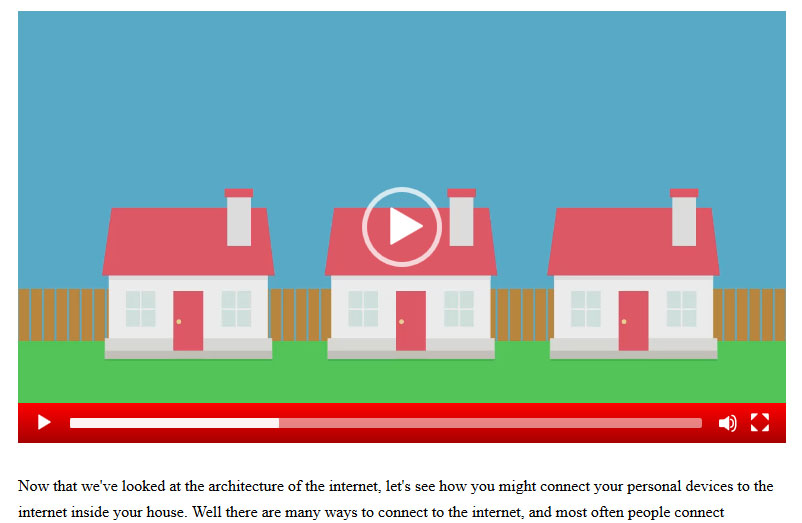 Now that we've looked at the architecture of the internet, let's see how you might connect your personal devices to the
internet inside your house. Well there are many ways to connect to the internet, and most often people connect